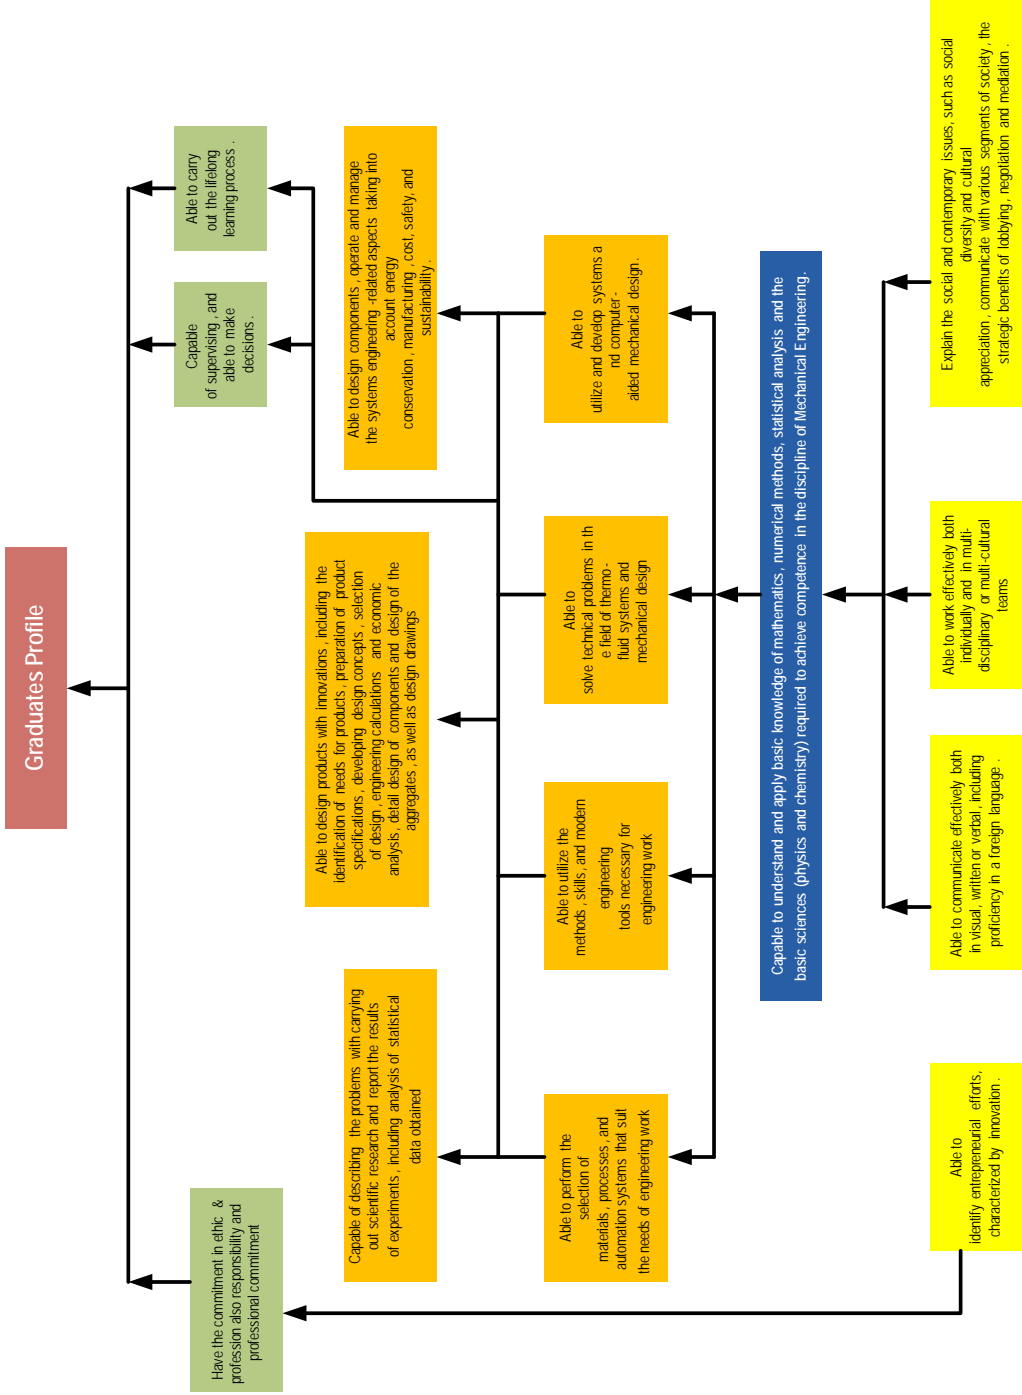 Graduates Profile
Have the commitment in ethic &
profession also responsibility and
professional commitment
Capable
of supervising , and
able to make
decisions .
Able to carry
out the lifelong
learning process .
Capable of describing the problems with carrying
out scientific research and report the results
of experiments , including analysis of statistical
data obtained
Able to design products with innovations , including the
identification of needs for products , preparation of product
specifications , developing design concepts , selection
of design , engineering calculations and economic
analysis , detail design of components and design of the
aggregates , as well as design drawings
Able to design components , operate and manage
the systems engineering -related aspects taking into
account energy
conservation , manufacturing , cost, safety, and
sustainability .
Able to perform the
selection of
materials , processes , and
automation systems that suit
the needs of engineering work
Able to utilize the
methods , skills , and modern
engineering
tools necessary for
engineering work
Able to
solve technical problems in th
e field of thermo -
fluid systems and
mechanical design
Able to
utilize and develop systems a
nd computer -
aided mechanical design .
Capable to understand and apply basic knowledge of mathematics, numerical methods, statistical analysis and the
basic sciences (physics and chemistry) required to achieve competence in the discipline of Mechanical Engineering.
Able to
identify entrepreneurial efforts,
characterized by innovation .
Able to communicate effectively both
in visual, written or verbal, including
proficiency in a foreign language .
Able to work effectively both
individually and in multi-
disciplinary or multi-cultural
teams
Explain the social and contemporary issues, such as social
diversity and cultural
appreciation , communicate with various segments of society , the
strategic benefits of lobbying , negotiation and mediation .